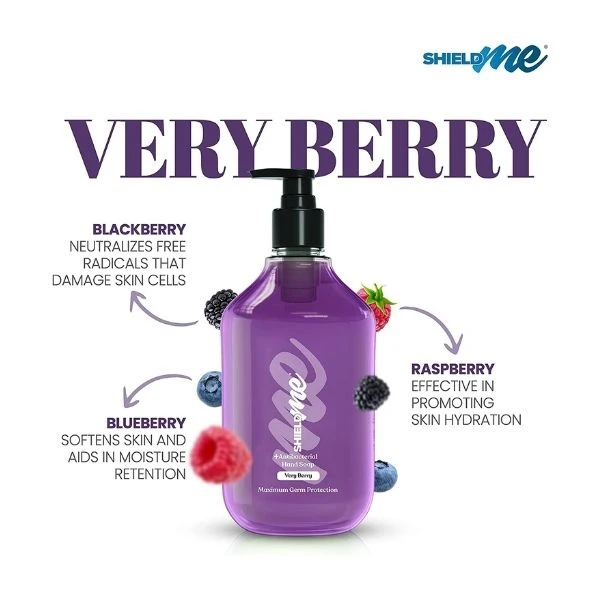 SHIELDme®
VERY BERRY
BLACKBERRY
NEUTRALIZES FREE
RADICALS THAT
DAMAGE SKIN CELLS
RASPBERRY
EFFECTIVE IN
PROMOTING
SKIN HYDRATION
BLUEBERRY
SOFTENS SKIN AND
AIDS IN MOISTURE
RETENTION
me
SHIELDme
+Antibacterial
Hand Soap
Very Berry
Maximum Germ Protection